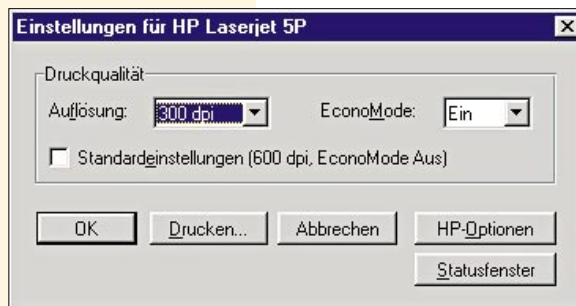 Einstellungen für HP Laserjet 5P
Druckqualität
Auflösung: 300 dpi EconoMode: Ein
Standardeinstellungen (600 dpi, EconoMode Aus)
OK Drucken... Abbrechen HP-Optionen
Statusfenster